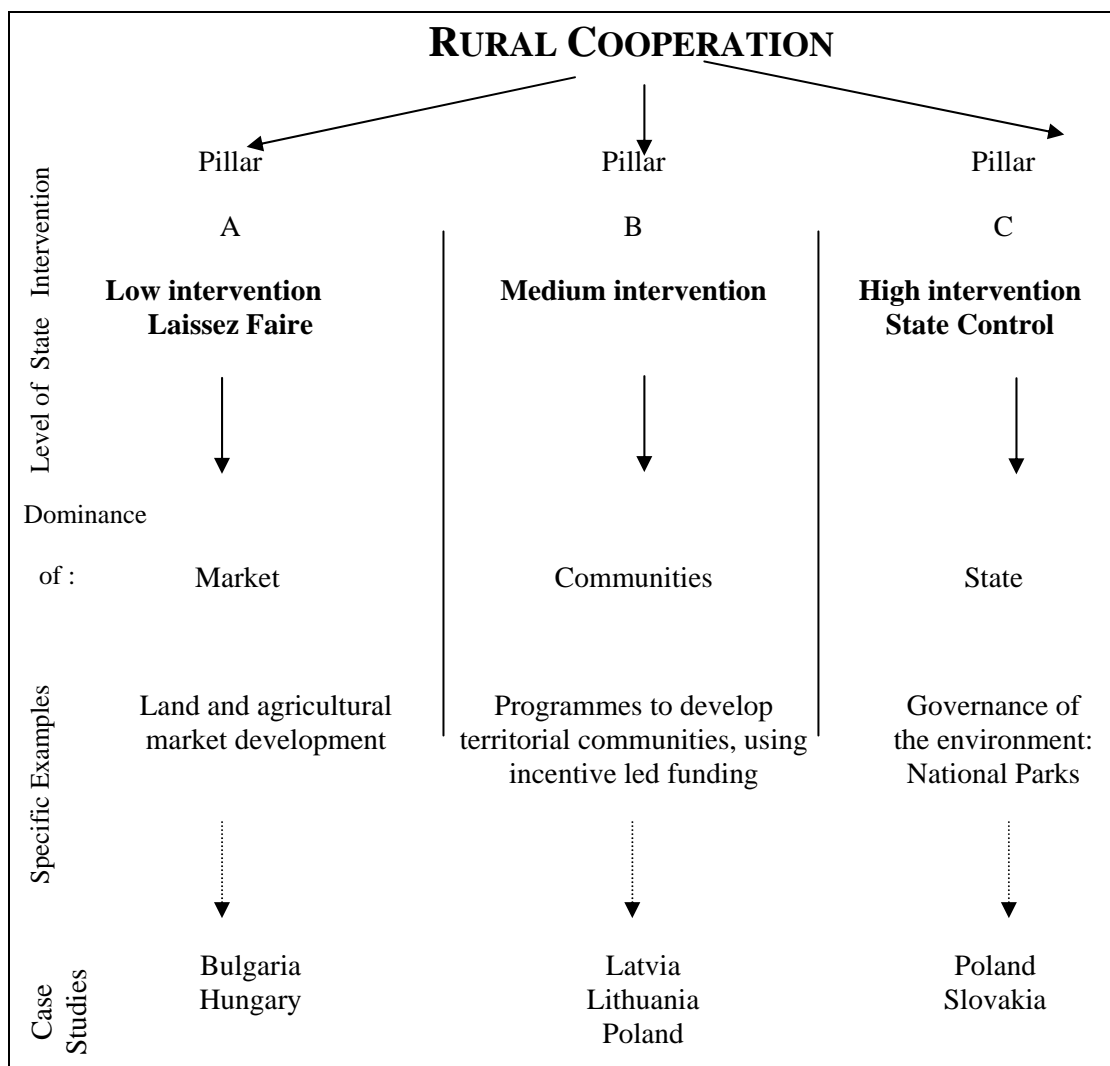 RURAL COOPERATION
Pillar
Pillar
Pillar
A
B
C
Level of State Intervention
Low intervention
Laissez Faire
Medium intervention
High intervention
State Control
Dominance
of :
Market
Communities
State
Specific Examples
Land and agricultural
market development
Programmes to develop
territorial communities, using
incentive led funding
Governance of
the environment:
National Parks
Case
Studies
Bulgaria
Hungary
Latvia
Lithuania
Poland
Poland
Slovakia